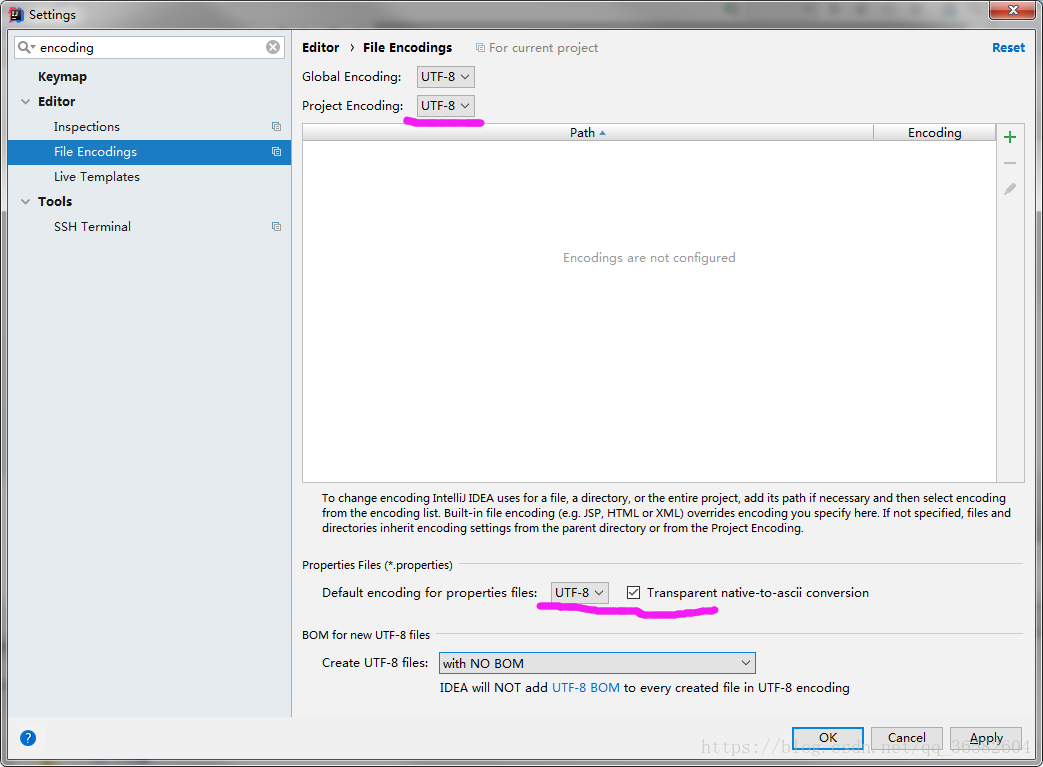 Settings
encoding
Keymap
Editor
Inspections
File Encodings
Live Templates
Tools
SSH Terminal
Editor › File Encodings For current project Reset
Global Encoding: UTF-8
Project Encoding: UTF-8
Path Encoding
Encodings are not configured
To change encoding IntelliJ IDEA uses for a file, a directory, or the entire project, add its path if necessary and then select encoding
from the encoding list. Built-in file encoding (e.g. JSP, HTML or XML) overrides encoding you specify here. If not specified, files and
directories inherit encoding settings from the parent directory or from the Project Encoding.
Properties Files (*.properties)
Default encoding for properties files: UTF-8 Transparent native-to-ascii conversion
BOM for new UTF-8 files
Create UTF-8 files: with NO BOM
IDEA will NOT add UTF-8 BOM to every created file in UTF-8 encoding
? OK Cancel Apply